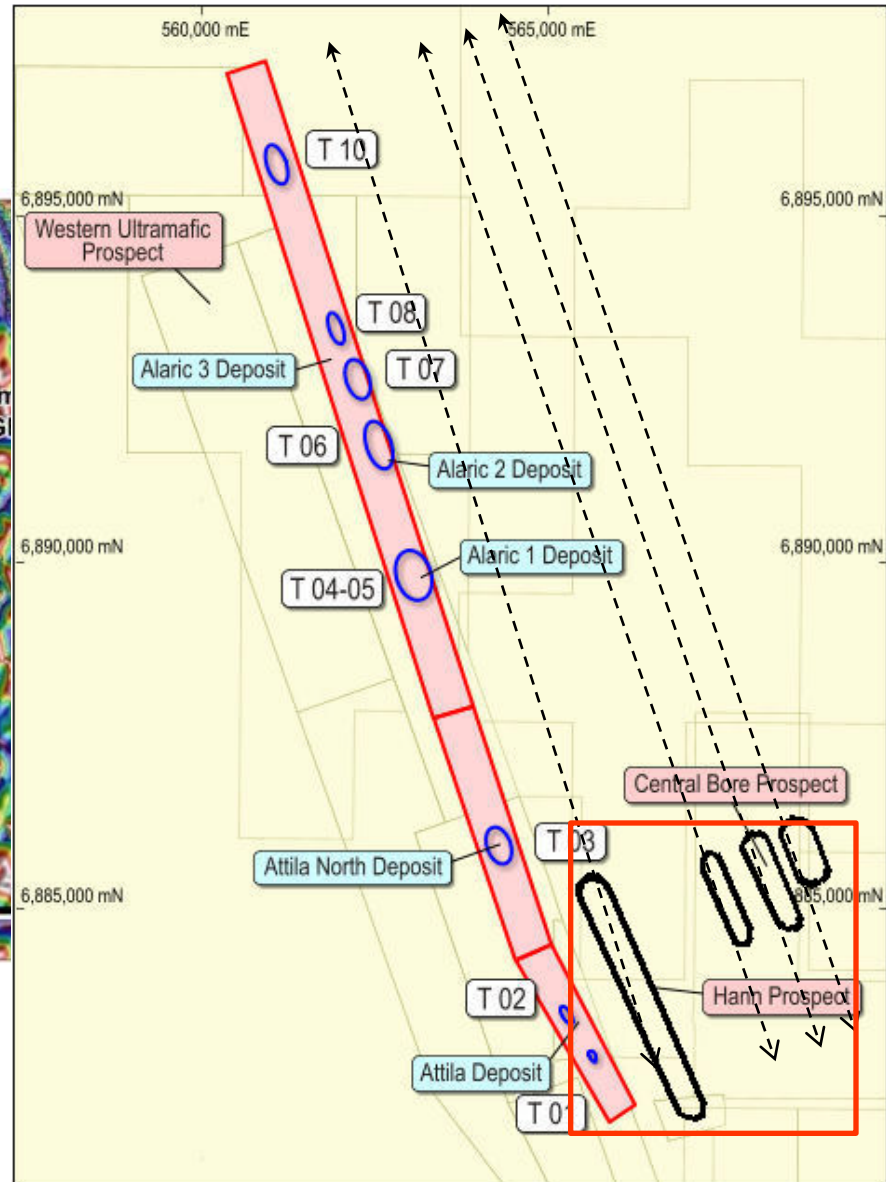 560,000 mE
565,000 mE
T 10
6,895,000 mN
6,895,000 mN
Western Ultramafic
Prospect
T 08
Alaric 3 Deposit
T 07
T 06
Alaric 2 Deposit
6,890,000 mN
6,890,000 mN
Alaric 1 Deposit
T 04-05
Central Bore Prospect
T 03
Attila North Deposit
6,885,000 mN
885,000 mN
T 02
Hann Prospect
Attila Deposit
T 01